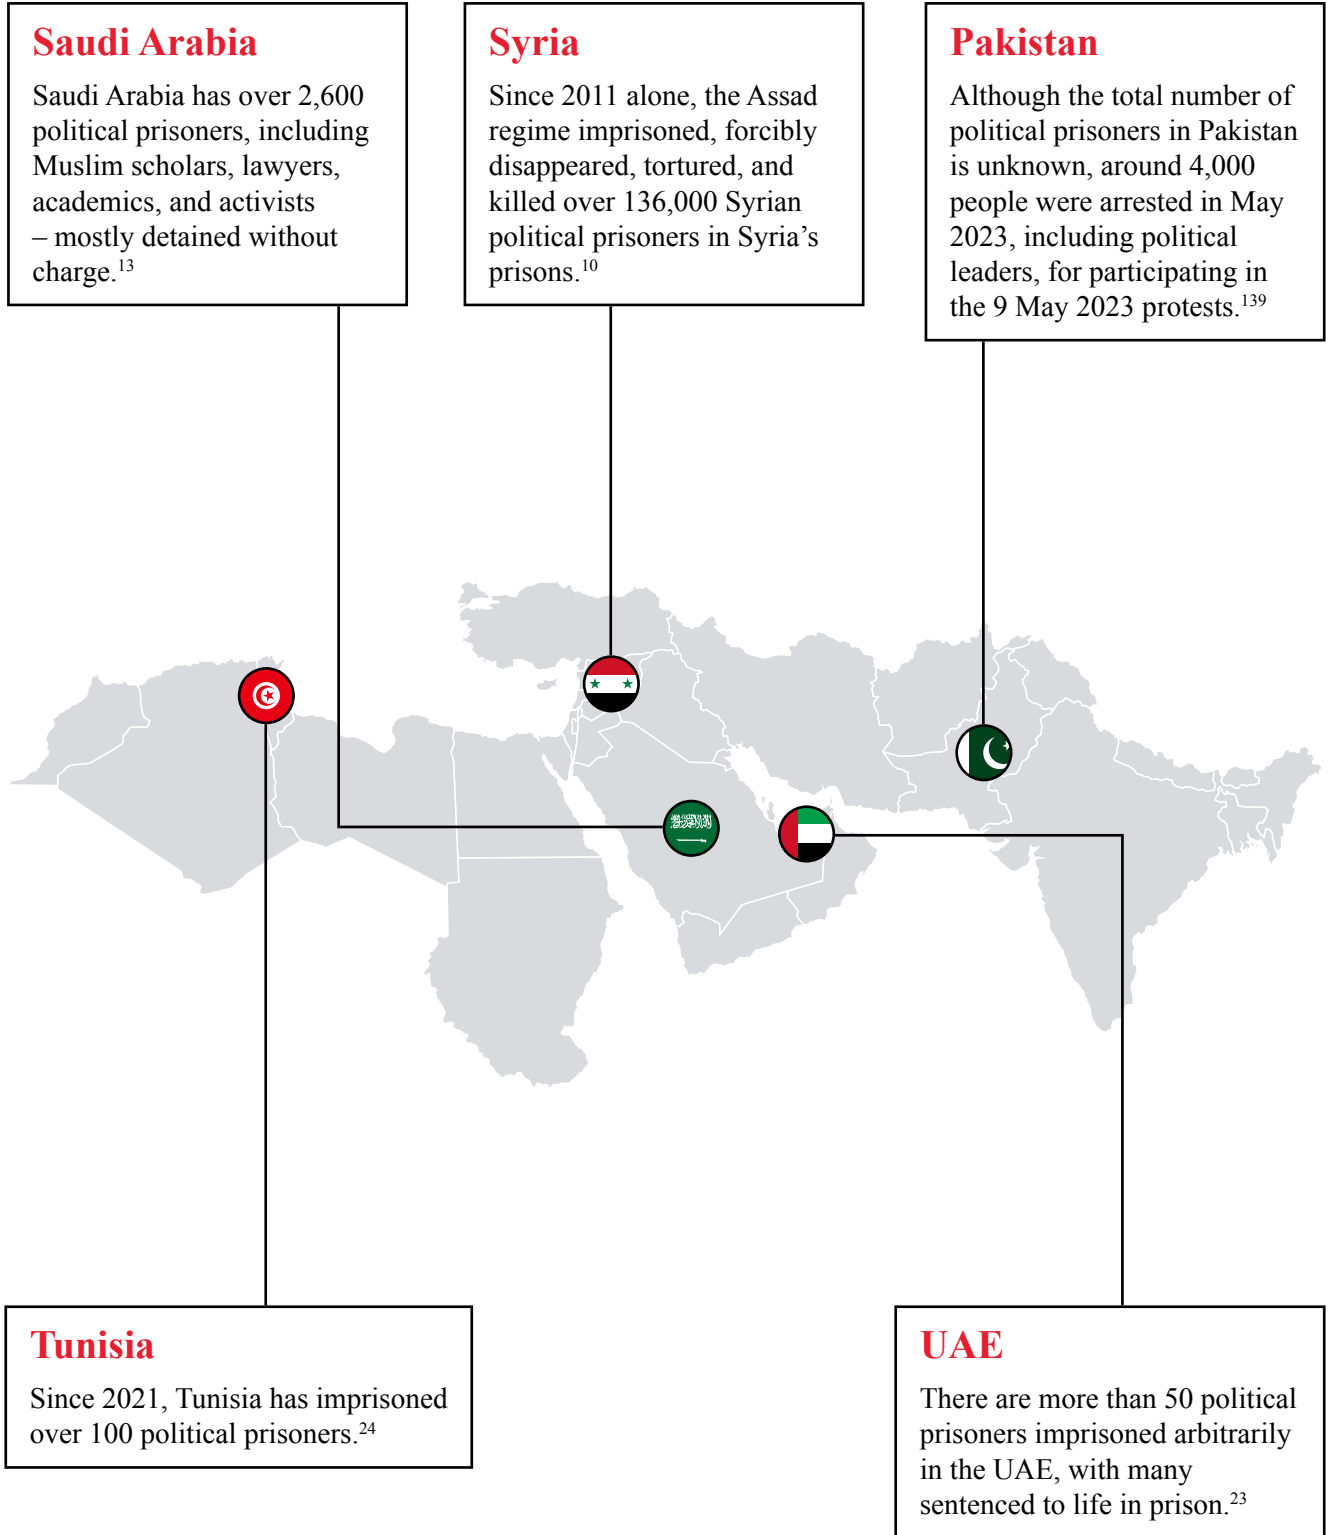 Saudi Arabia
Saudi Arabia has over 2,600
political prisoners, including
Muslim scholars, lawyers,
academics, and activists
– mostly detained without
charge.13
Syria
Since 2011 alone, the Assad
regime imprisoned, forcibly
disappeared, tortured, and
killed over 136,000 Syrian
political prisoners in Syria’s
prisons.10
Pakistan
Although the total number of
political prisoners in Pakistan
is unknown, around 4,000
people were arrested in May
2023, including political
leaders, for participating in
the 9 May 2023 protests.139
Tunisia
Since 2021, Tunisia has imprisoned
over 100 political prisoners.24
UAE
There are more than 50 political
prisoners imprisoned arbitrarily
in the UAE, with many
sentenced to life in prison.23